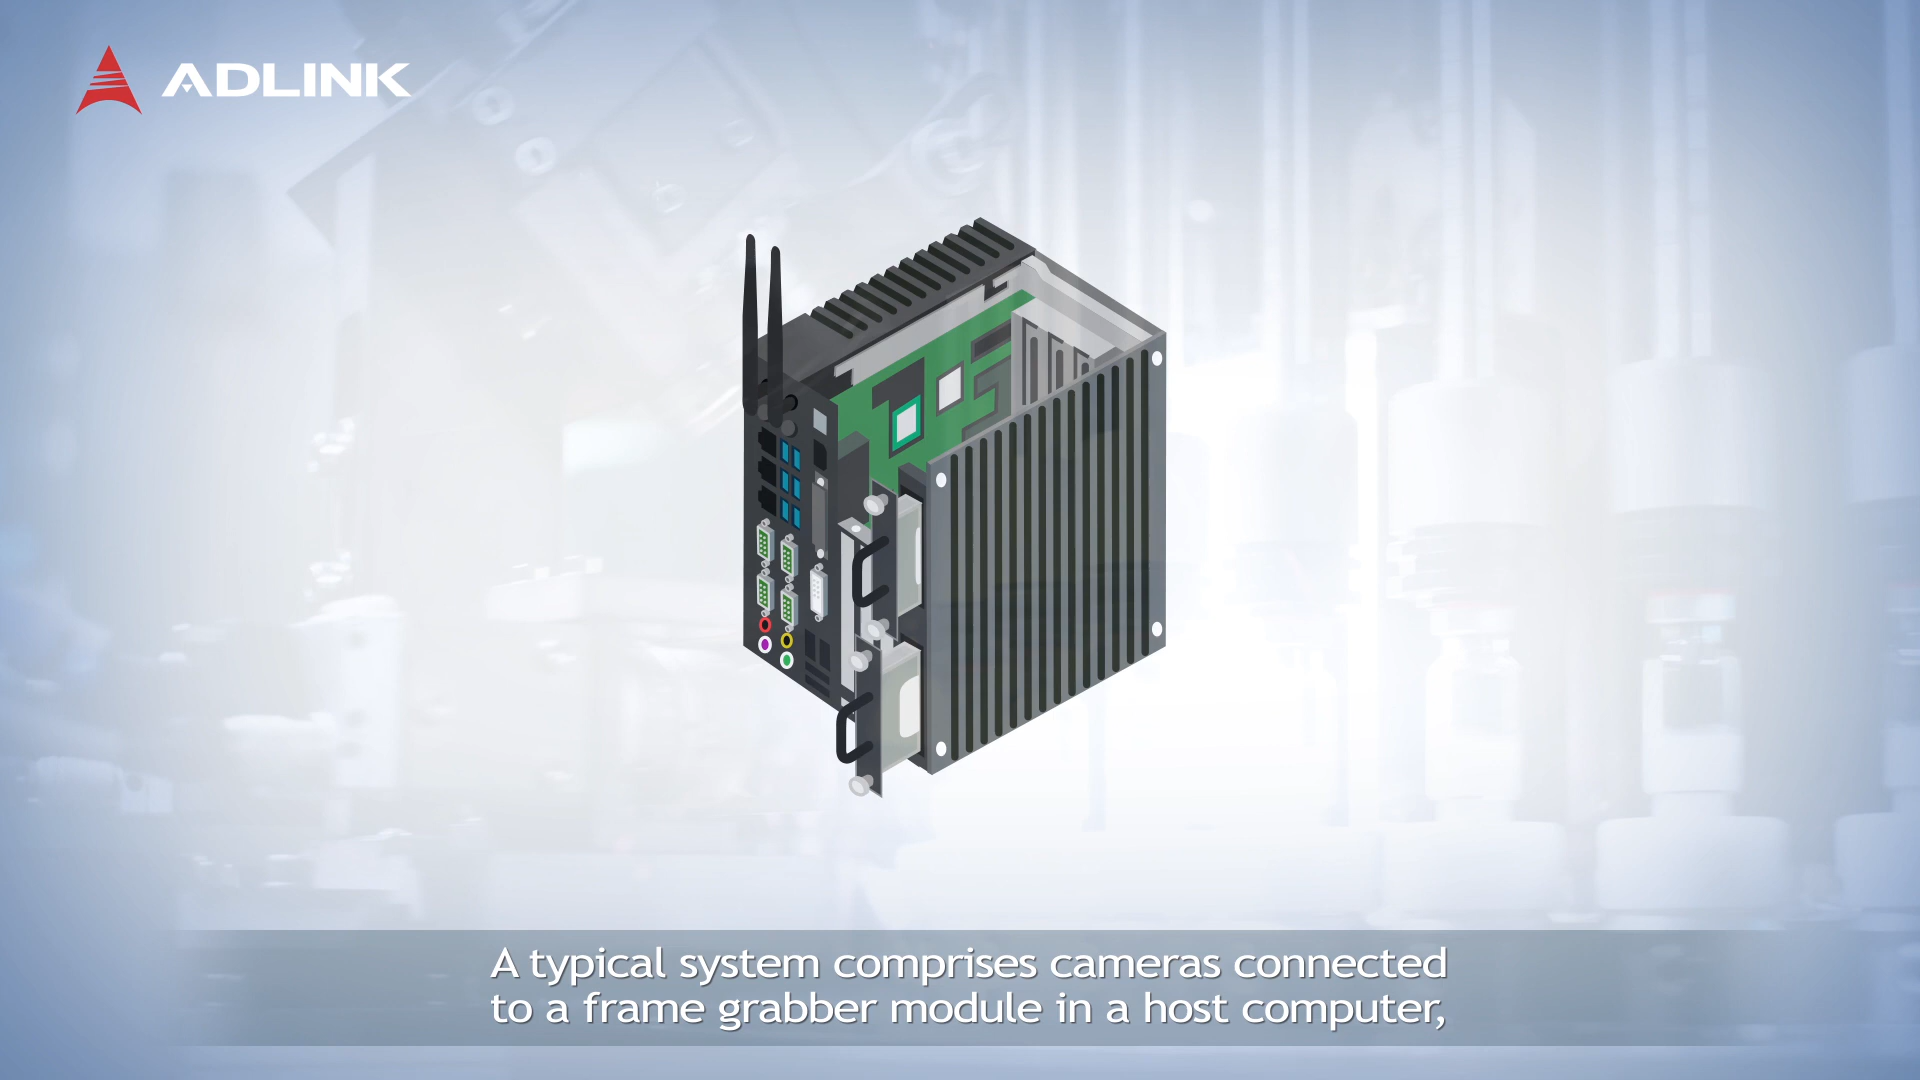 ADLINK
A typical system comprises cameras connected
to a frame grabber module in a host computer,